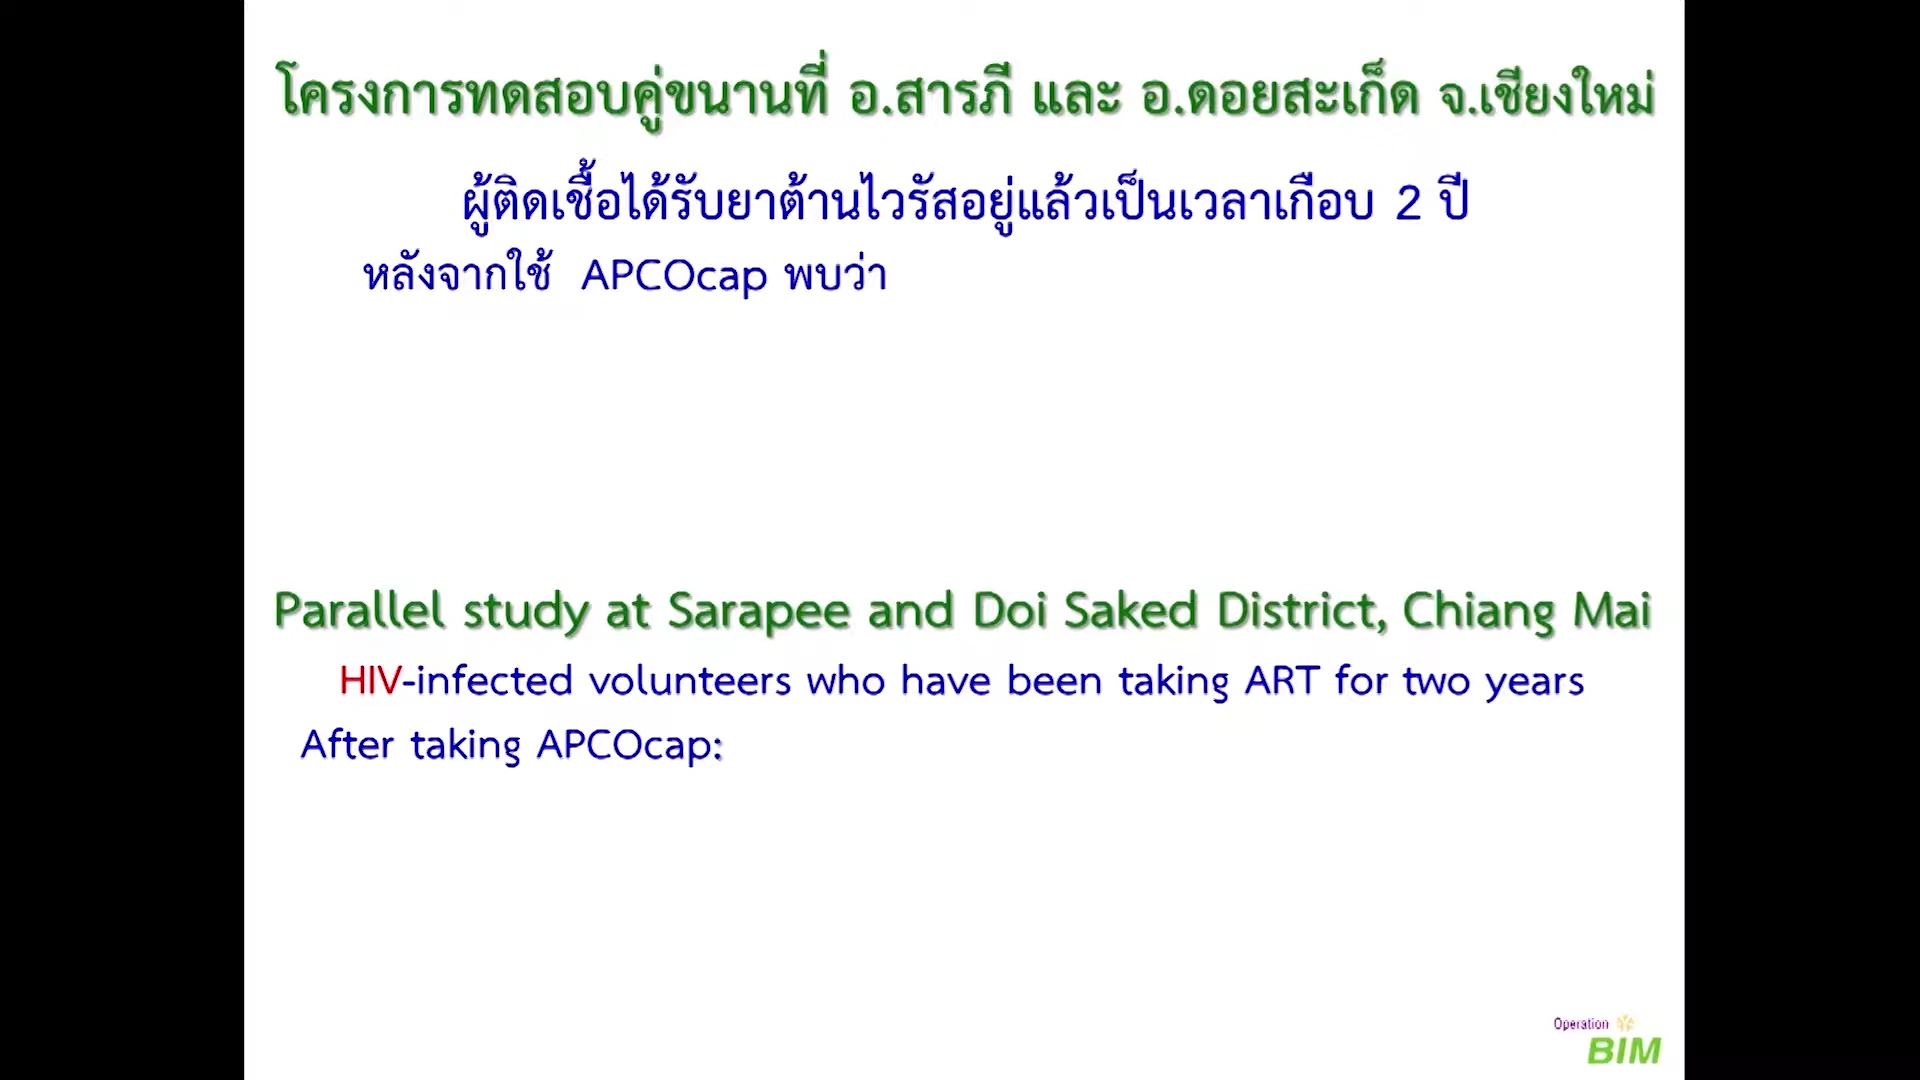 โครงการทดสอบคู่ขนานที่ อ.สารภี และ อ.ดอยสะเก็ด จ.เชียงใหม่
ผู้ติดเชื้อได้รับยาต้านไวรัสอยู่แล้วเป็นเวลาเกือบ 2 ปี
หลังจากใช้ APCOcap พบว่า
Parallel study at Sarapee and Doi Saked District, Chiang Mai
HIV-infected volunteers who have been taking ART for two years
After taking APCOcap:
Operation
BIM